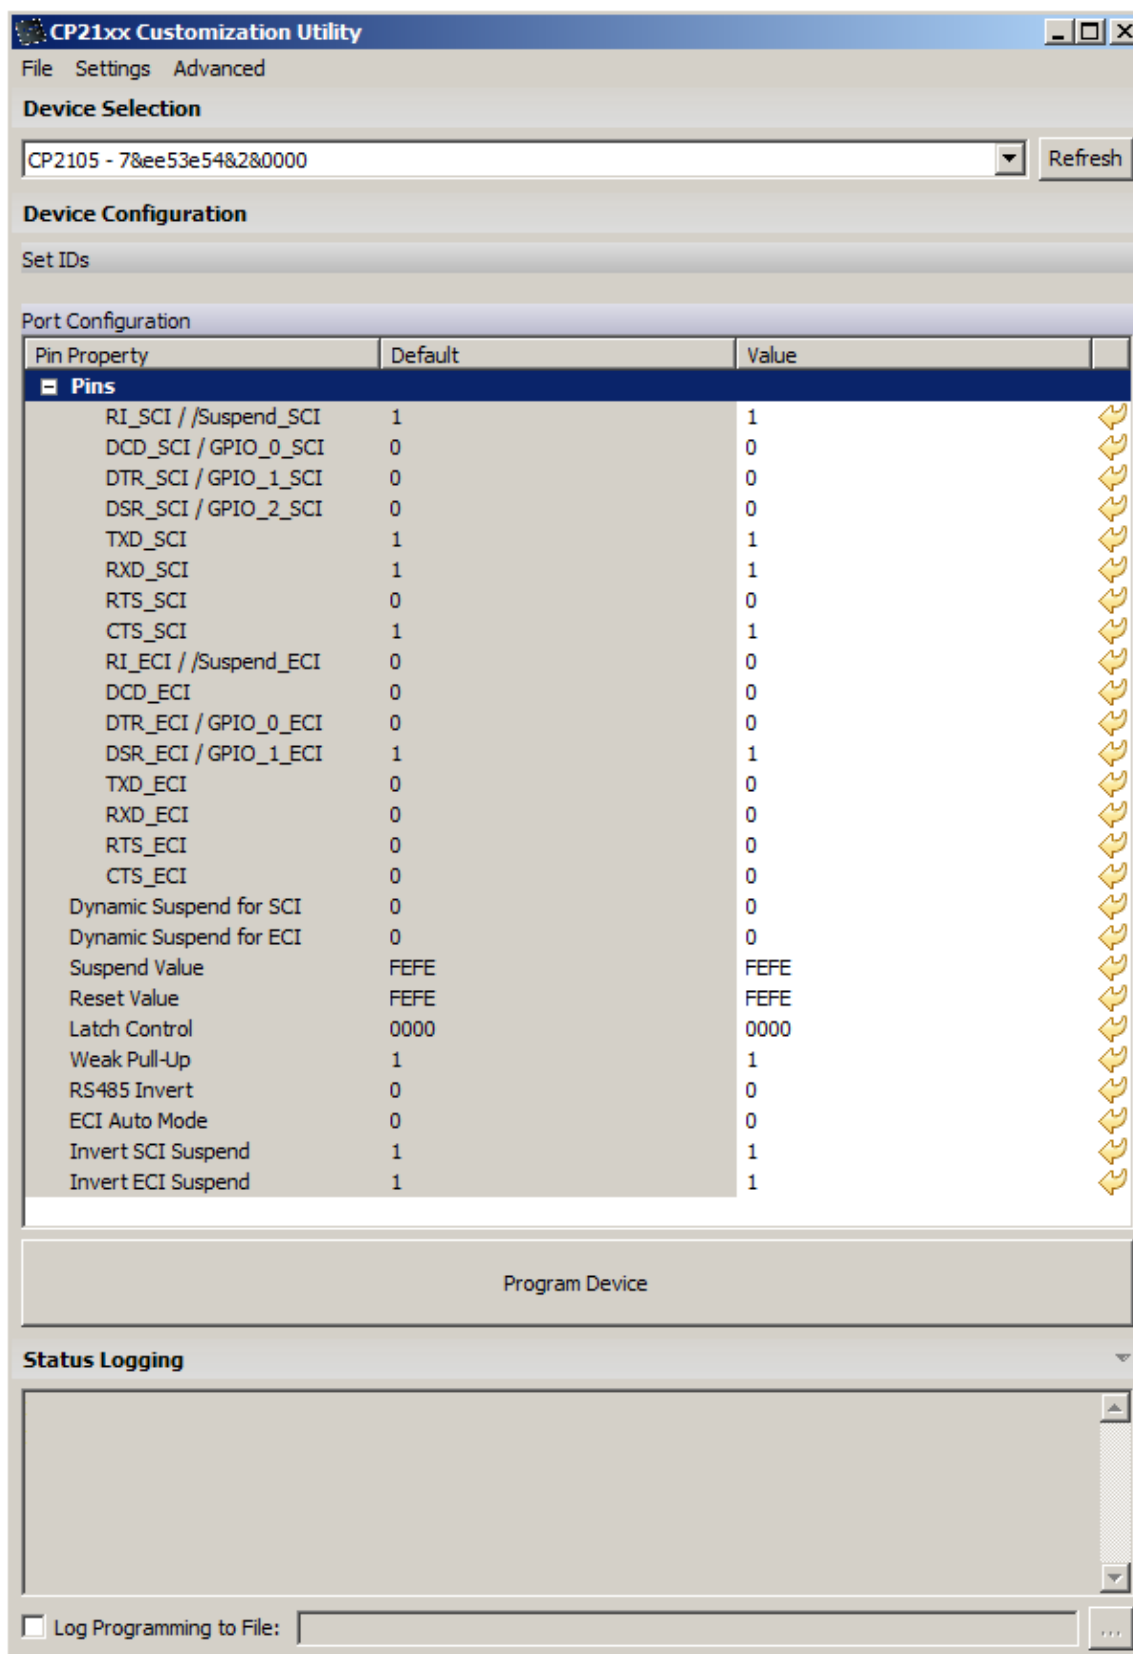 CP21xx Customization Utility
File Settings Advanced
Device Selection
CP2105 - 7&ee53e54&2&0000 Refresh
Device Configuration
Set IDs
Port Configuration
Pin Property Default Value
Pins
RI_SCI / /Suspend_SCI 1 1
DCD_SCI / GPIO_0_SCI 0 0
DTR_SCI / GPIO_1_SCI 0 0
DSR_SCI / GPIO_2_SCI 0 0
TXD_SCI 1 1
RXD_SCI 1 1
RTS_SCI 0 0
CTS_SCI 1 1
RI_ECI / /Suspend_ECI 0 0
DCD_ECI 0 0
DTR_ECI / GPIO_0_ECI 0 0
DSR_ECI / GPIO_1_ECI 1 1
TXD_ECI 0 0
RXD_ECI 0 0
RTS_ECI 0 0
CTS_ECI 0 0
Dynamic Suspend for SCI 0 0
Dynamic Suspend for ECI 0 0
Suspend Value FEFE FEFE
Reset Value FEFE FEFE
Latch Control 0000 0000
Weak Pull-Up 1 1
RS485 Invert 0 0
ECI Auto Mode 0 0
Invert SCI Suspend 1 1
Invert ECI Suspend 1 1
Program Device
Status Logging
Log Programming to File: ...